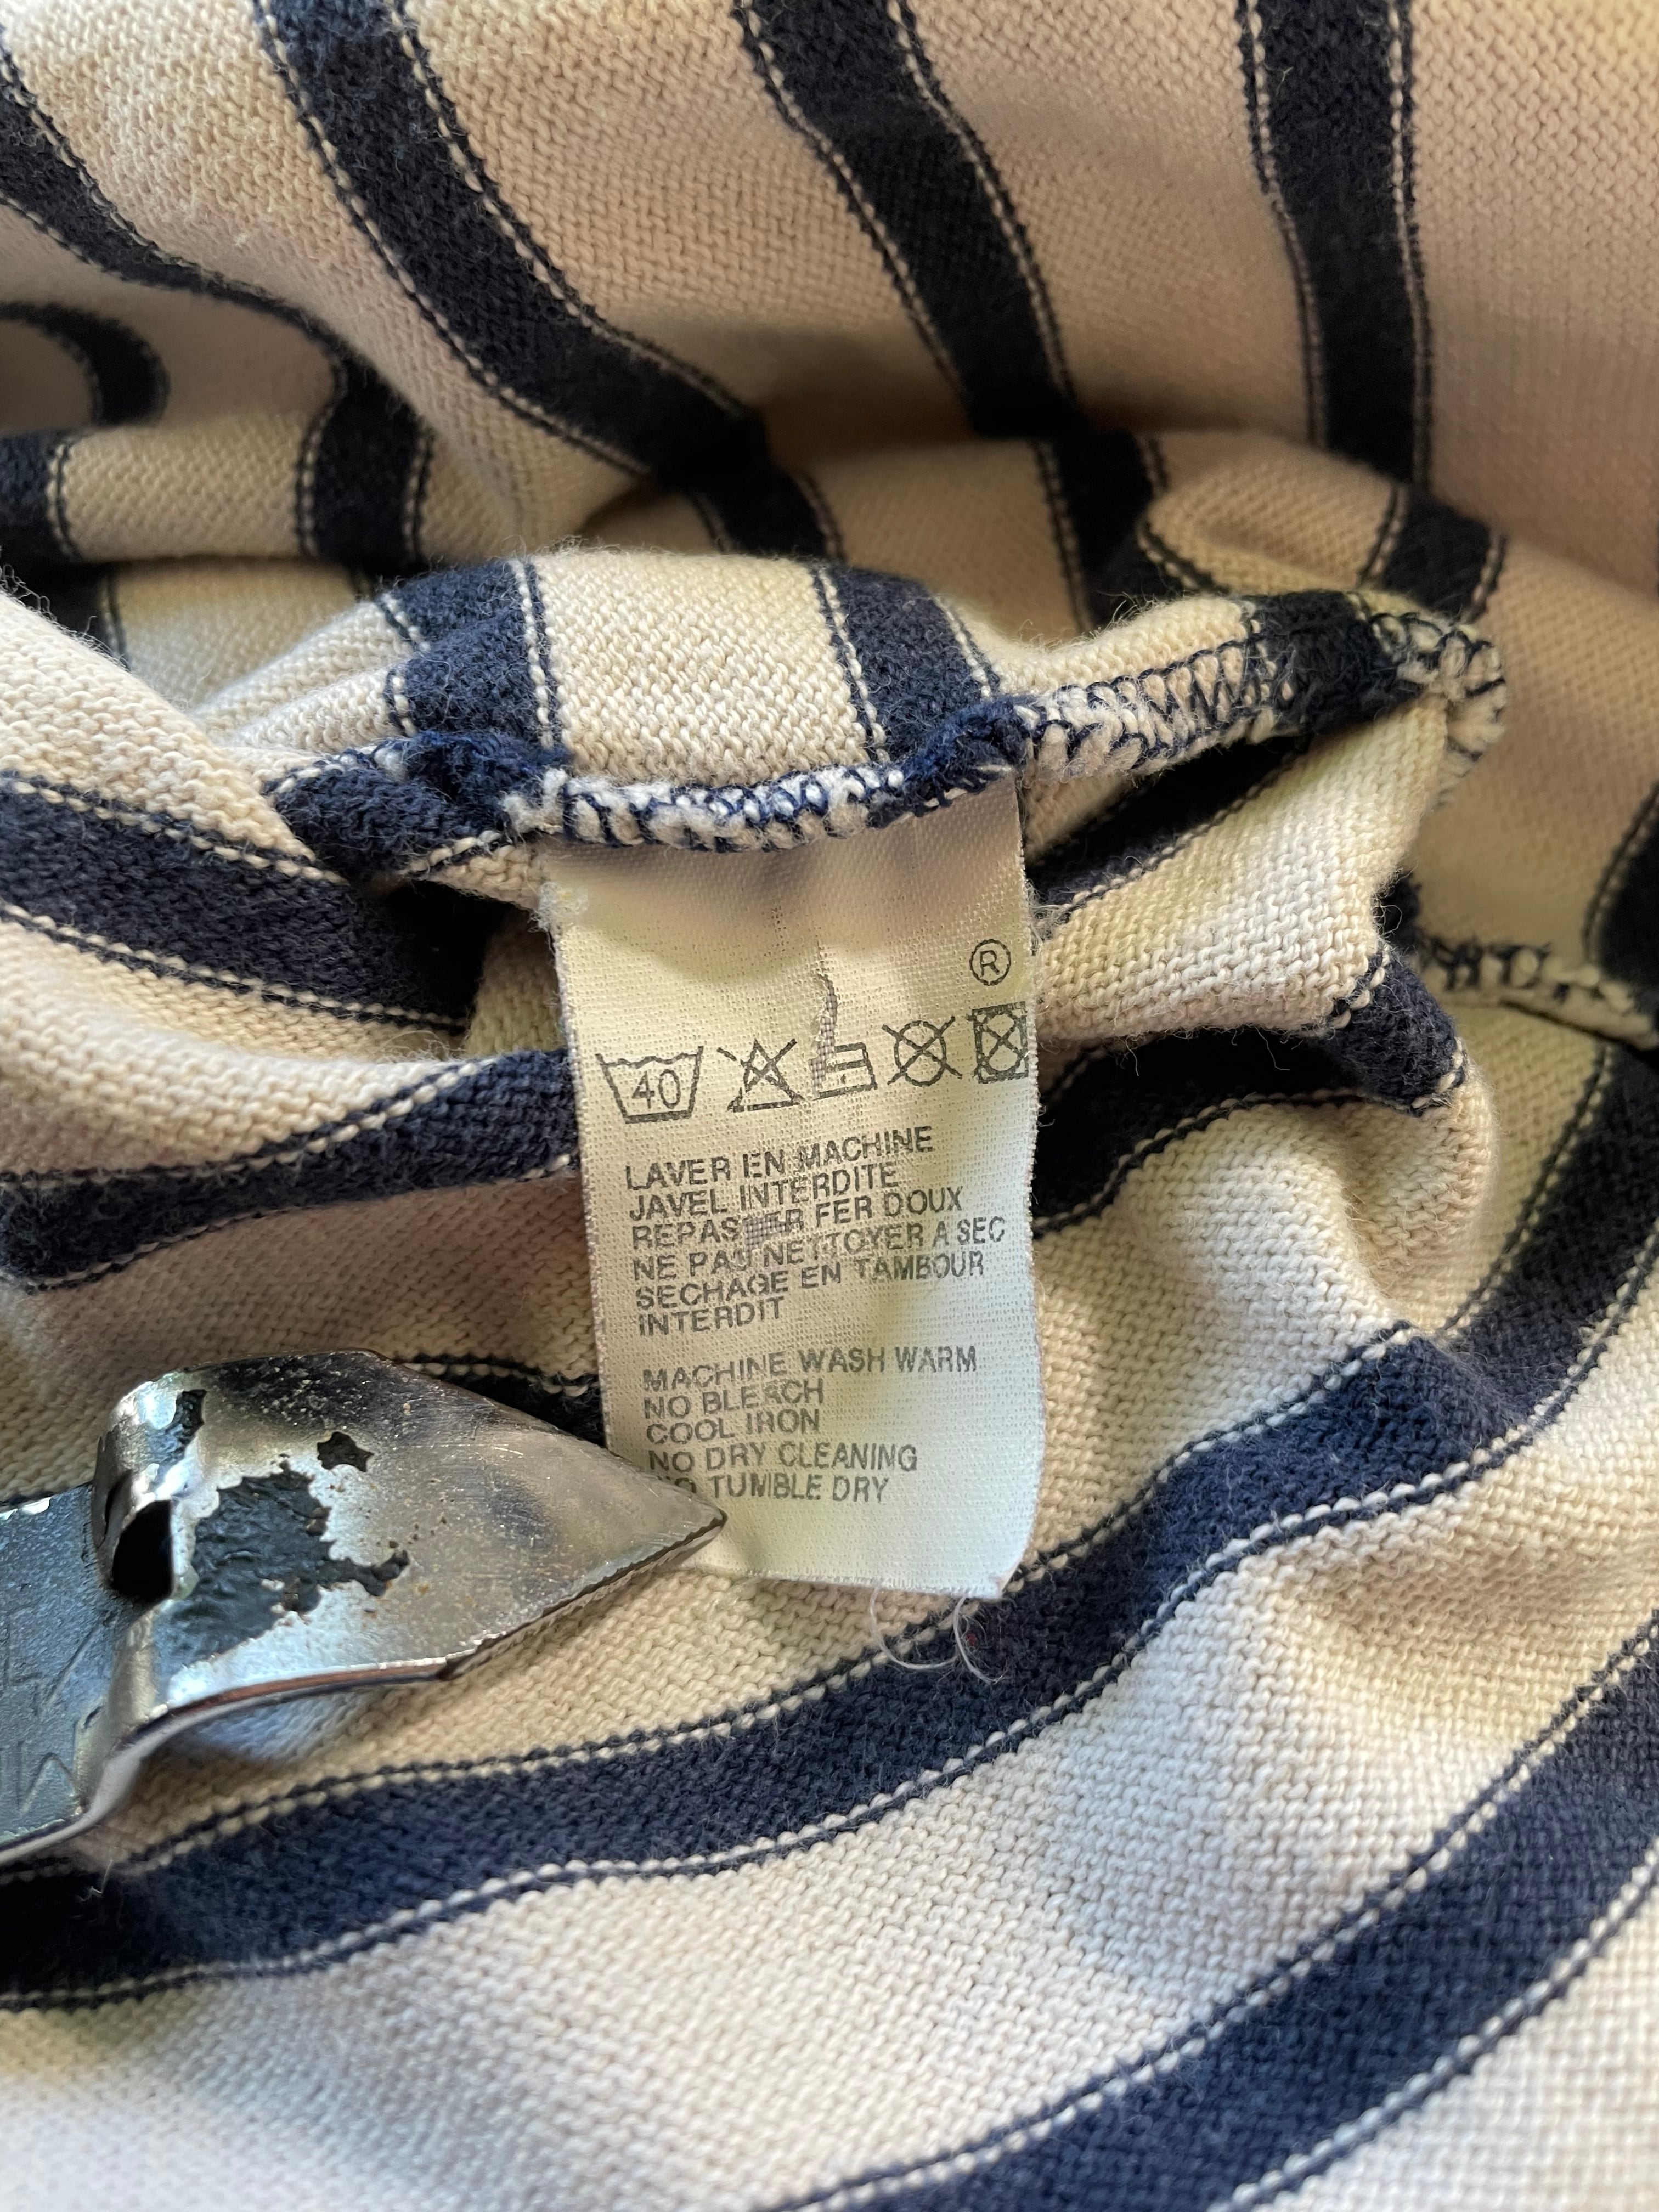 ®
40
LAVER EN MACHINE
JAVEL INTERDITE
REPASSER FER DOUX
NE PAS NETTOYER A SEC
SECHAGE EN TAMBOUR
INTERDIT
MACHINE WASH WARM
NO BLEACH
COOL IRON
NO DRY CLEANING
NO TUMBLE DRY